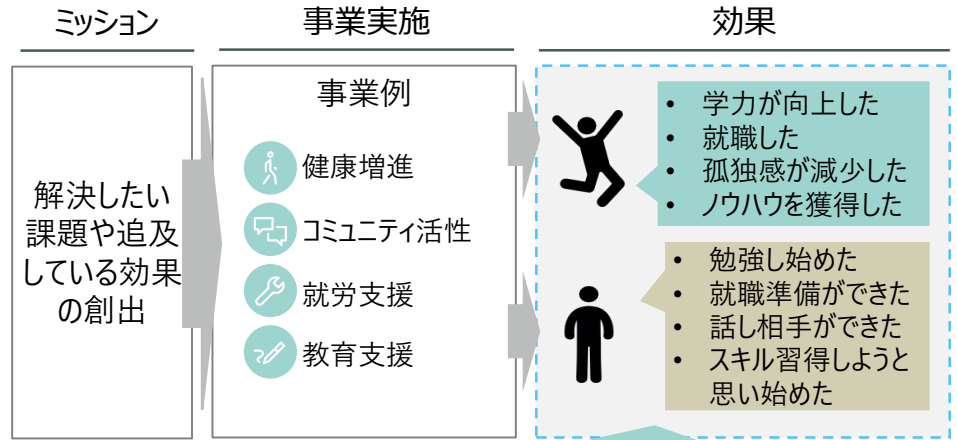 ミッション
事業実施
効果
解決したい
課題や追及
している効果
の創出
事業例
健康増進
コミュニティ活性
就労支援
教育支援
• 学力が向上した
• 就職した
• 孤独感が減少した
• ノウハウを獲得した
• 勉強し始めた
• 就職準備ができた
• 話し相手ができた
• スキル習得しようと
思い始めた